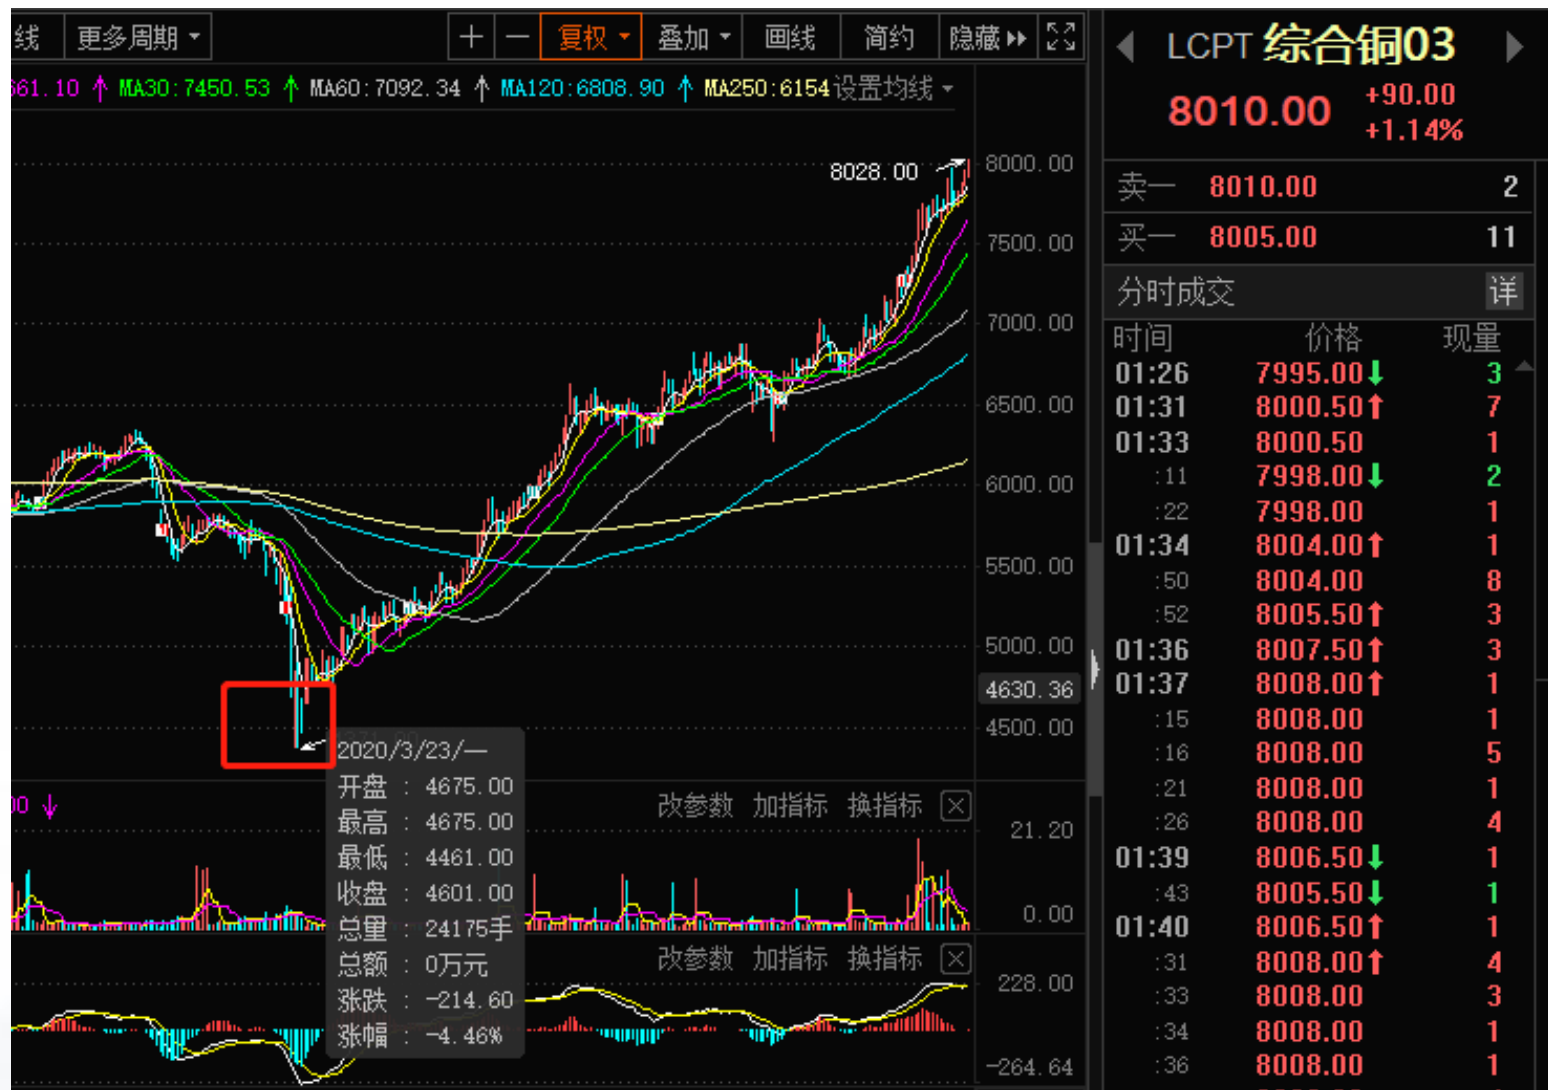 线 更多周期 + − 复权 叠加 画线 简约 隐藏
661.10 ↑ MA30:7450.53 ↑ MA60:7092.34 ↑ MA120:6808.90 ↑ MA250:6154 设置均线
8028.00
8000.00
7500.00
7000.00
6500.00
6000.00
5500.00
5000.00
4630.36
4500.00
2020/3/23/一
开盘 : 4675.00
最高 : 4675.00
最低 : 4461.00
收盘 : 4601.00
总量 : 24175手
总额 : 0万元
涨跌 : -214.60
涨幅 : -4.46%
00 ↓
改参数 加指标 换指标
21.20
0.00
改参数 加指标 换指标
228.00
-264.64
LCPT 综合铜03
8010.00
+90.00
+1.14%
卖一 8010.00 2
买一 8005.00 11
分时成交 详
时间 价格 现量
01:26 7995.00↓ 3
01:31 8000.50↑ 7
01:33 8000.50 1
:11 7998.00↓ 2
:22 7998.00 1
01:34 8004.00↑ 1
:50 8004.00 8
:52 8005.50↑ 3
01:36 8007.50↑ 3
01:37 8008.00↑ 1
:15 8008.00 1
:16 8008.00 5
:21 8008.00 1
:26 8008.00 4
01:39 8006.50↓ 1
:43 8005.50↓ 1
01:40 8006.50↑ 1
:31 8008.00↑ 4
:33 8008.00 3
:34 8008.00 1
:36 8008.00 1